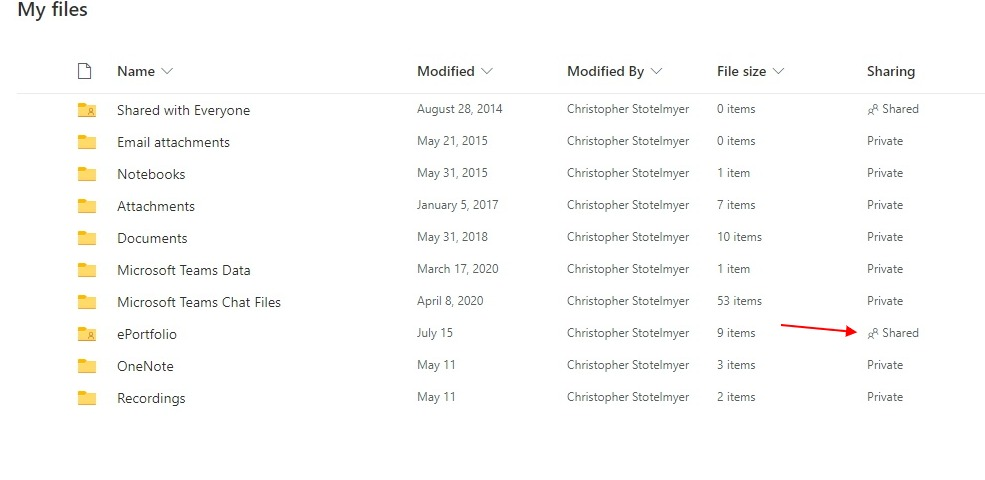 My files
Name Modified Modified By File size Sharing
Shared with Everyone August 28, 2014 Christopher Stotelmyer 0 items Shared
Email attachments May 21, 2015 Christopher Stotelmyer 0 items Private
Notebooks May 31, 2015 Christopher Stotelmyer 1 item Private
Attachments January 5, 2017 Christopher Stotelmyer 7 items Private
Documents May 31, 2018 Christopher Stotelmyer 10 items Private
Microsoft Teams Data March 17, 2020 Christopher Stotelmyer 1 item Private
Microsoft Teams Chat Files April 8, 2020 Christopher Stotelmyer 53 items Private
ePortfolio July 15 Christopher Stotelmyer 9 items Shared
OneNote May 11 Christopher Stotelmyer 3 items Private
Recordings May 11 Christopher Stotelmyer 2 items Private